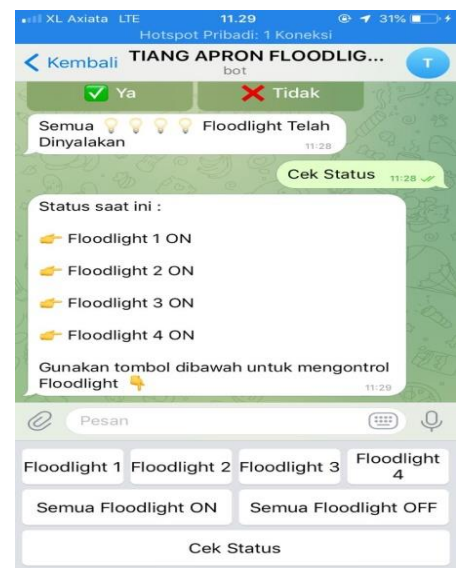 XL Axiata LTE 11.29 31%
Hotspot Pribadi: 1 Koneksi
Kembali TIANG APRON FLOODLIG... T
bot
✅ Ya ❌ Tidak
Semua 💡 💡 💡 💡 Floodlight Telah
Dinyalakan 11:28
Cek Status 11:28
Status saat ini :
👉 Floodlight 1 ON
👉 Floodlight 2 ON
👉 Floodlight 3 ON
👉 Floodlight 4 ON
Gunakan tombol dibawah untuk mengontrol
Floodlight 👇 11:29
Pesan
Floodlight 1 Floodlight 2 Floodlight 3 Floodlight
4
Semua Floodlight ON Semua Floodlight OFF
Cek Status